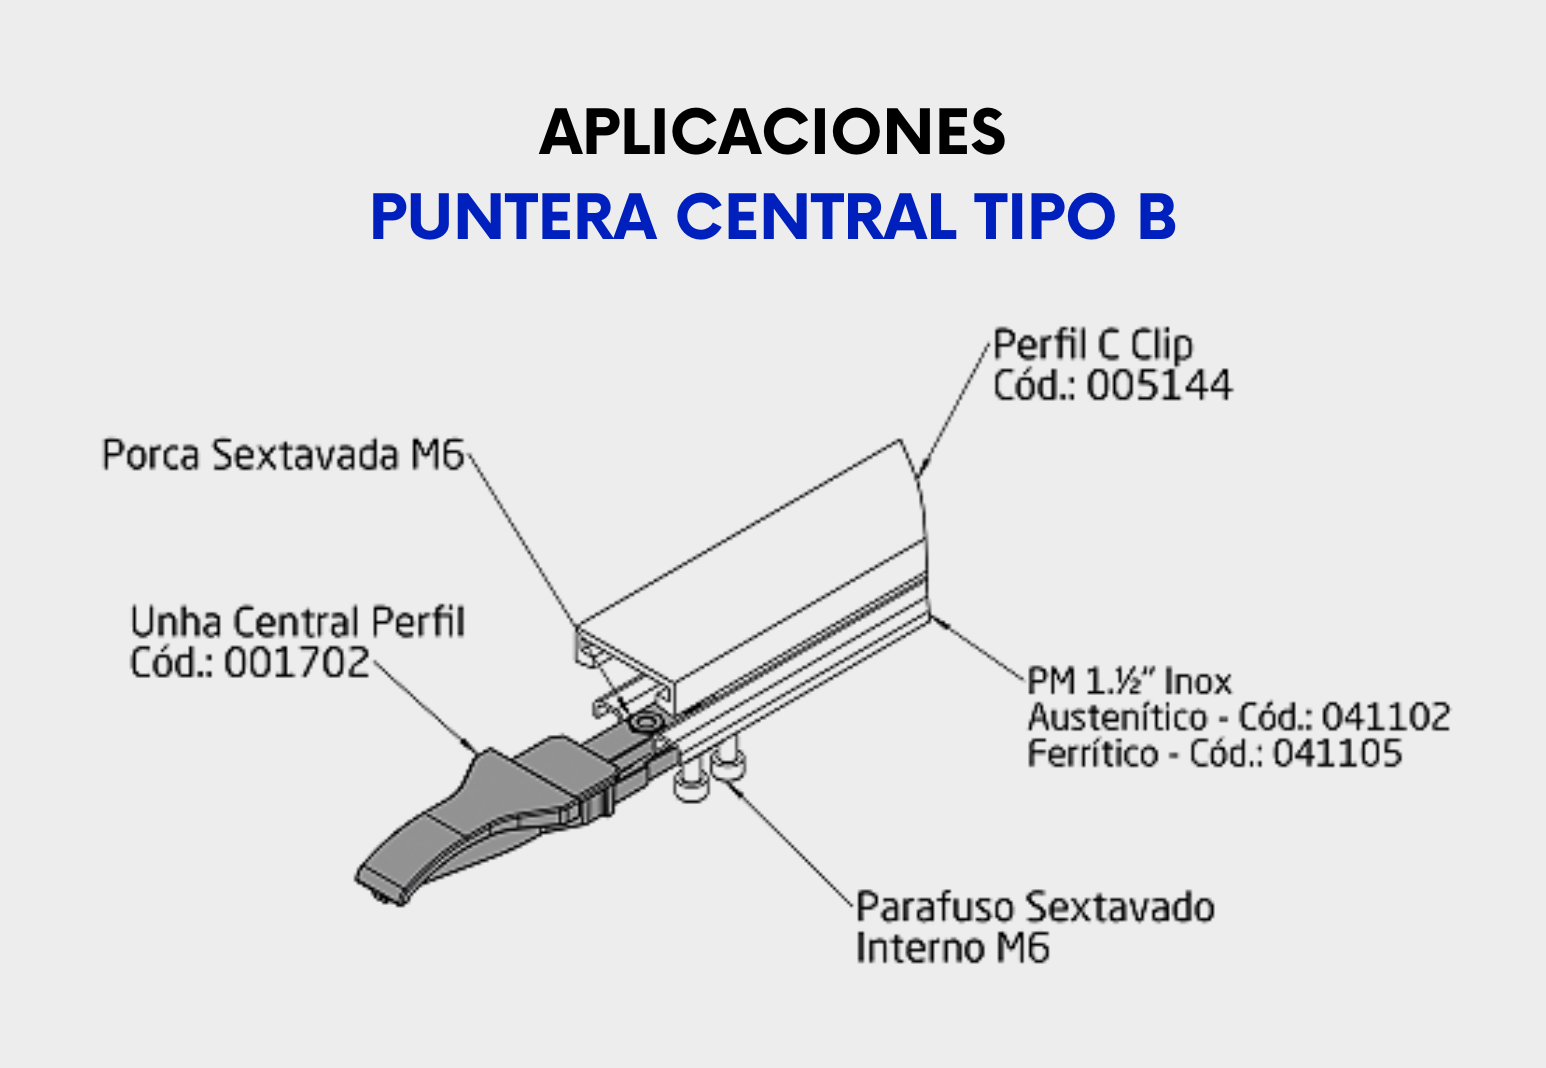 APLICACIONES
PUNTERA CENTRAL TIPO B
Perfil C Clip
Cód.: 005144
Porca Sextavada M6
Unha Central Perfil
Cód.: 001702
PM 1.½" Inox
Austenítico - Cód.: 041102
Ferrítico - Cód.: 041105
Parafuso Sextavado
Interno M6